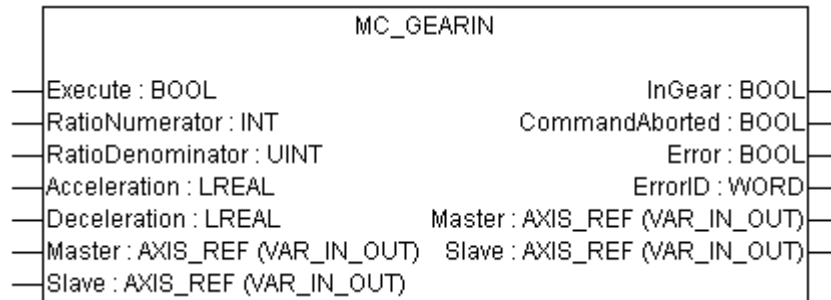 MC_GEARIN
Execute : BOOL InGear : BOOL
RatioNumerator : INT CommandAborted : BOOL
RatioDenominator : UINT Error : BOOL
Acceleration : LREAL ErrorID : WORD
Deceleration : LREAL Master : AXIS_REF (VAR_IN_OUT)
Master : AXIS_REF (VAR_IN_OUT) Slave : AXIS_REF (VAR_IN_OUT)
Slave : AXIS_REF (VAR_IN_OUT)